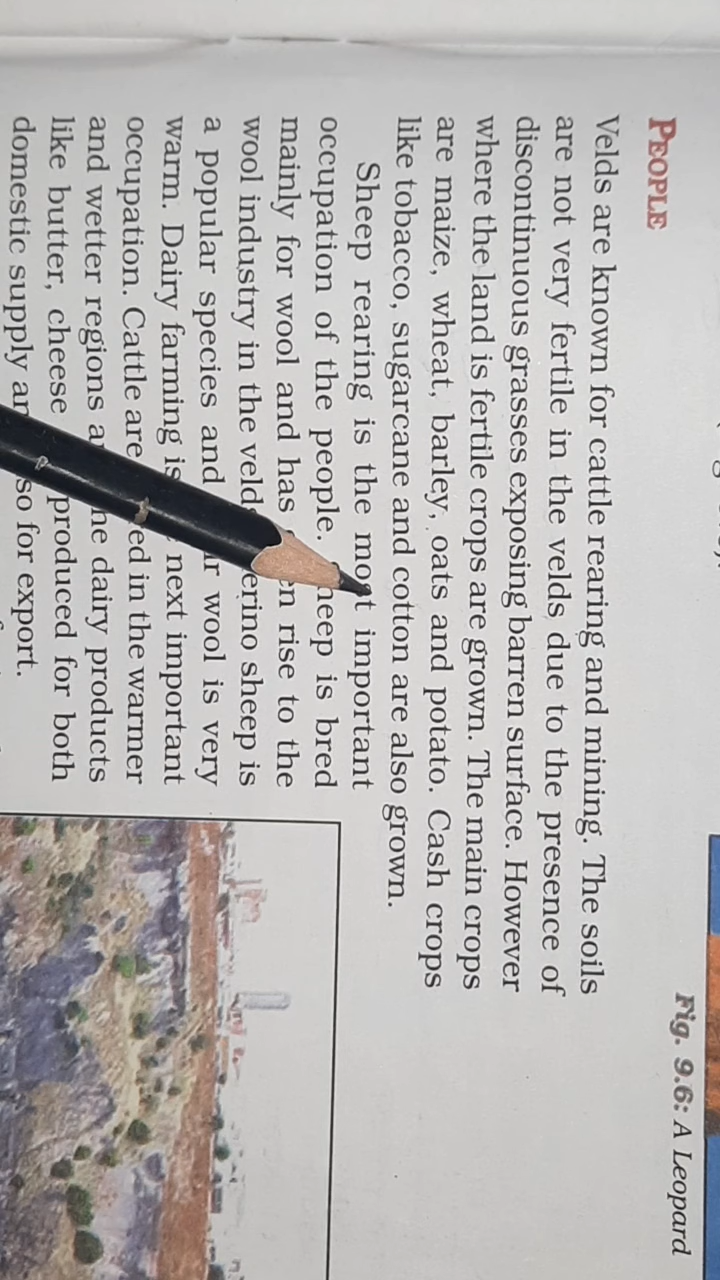 Fig. 9.6: A Leopard
PEOPLE
Velds are known for cattle rearing and mining. The soils
are not very fertile in the velds due to the presence of
discontinuous grasses exposing barren surface. However
where the land is fertile crops are grown. The main crops
are maize, wheat, barley, oats and potato. Cash crops
like tobacco, sugarcane and cotton are also grown.
Sheep rearing is the most important
occupation of the people. heep is bred
mainly for wool and has en rise to the
wool industry in the veld erino sheep is
a popular species and ir wool is very
warm. Dairy farming is next important
occupation. Cattle are ed in the warmer
and wetter regions a he dairy products
like butter, cheese produced for both
domestic supply an so for export.